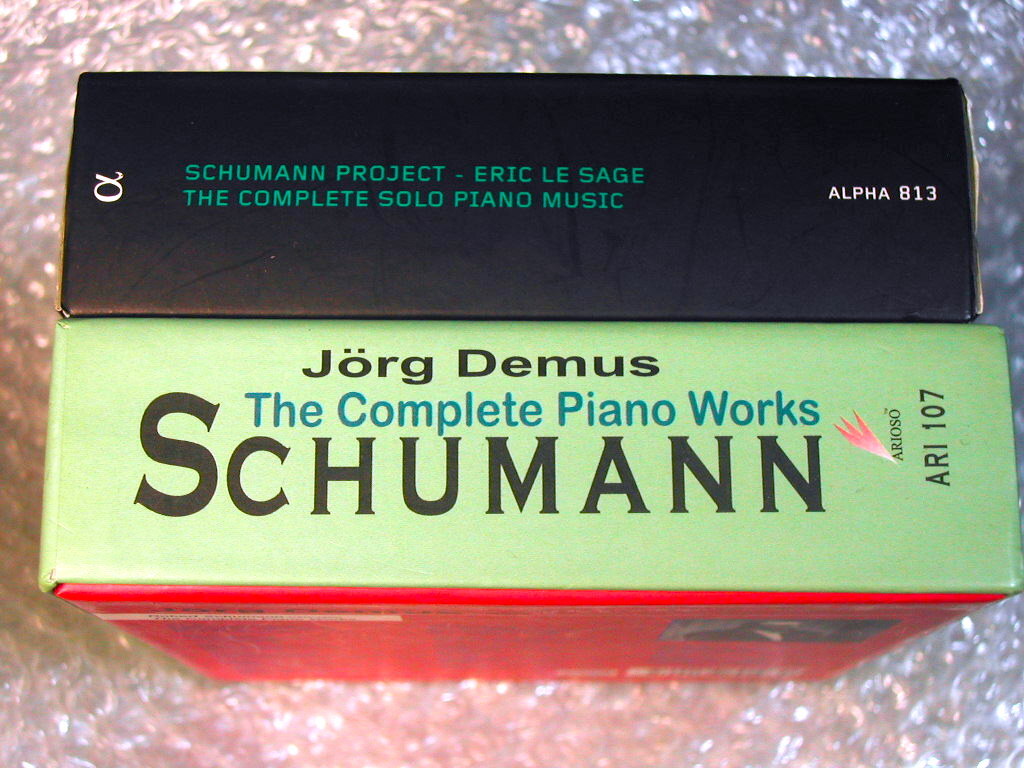 α
SCHUMANN PROJECT - ERIC LE SAGE
THE COMPLETE SOLO PIANO MUSIC
ALPHA 813
Jörg Demus
The Complete Piano Works
SCHUMANN
ARIOSO™
ARI 107